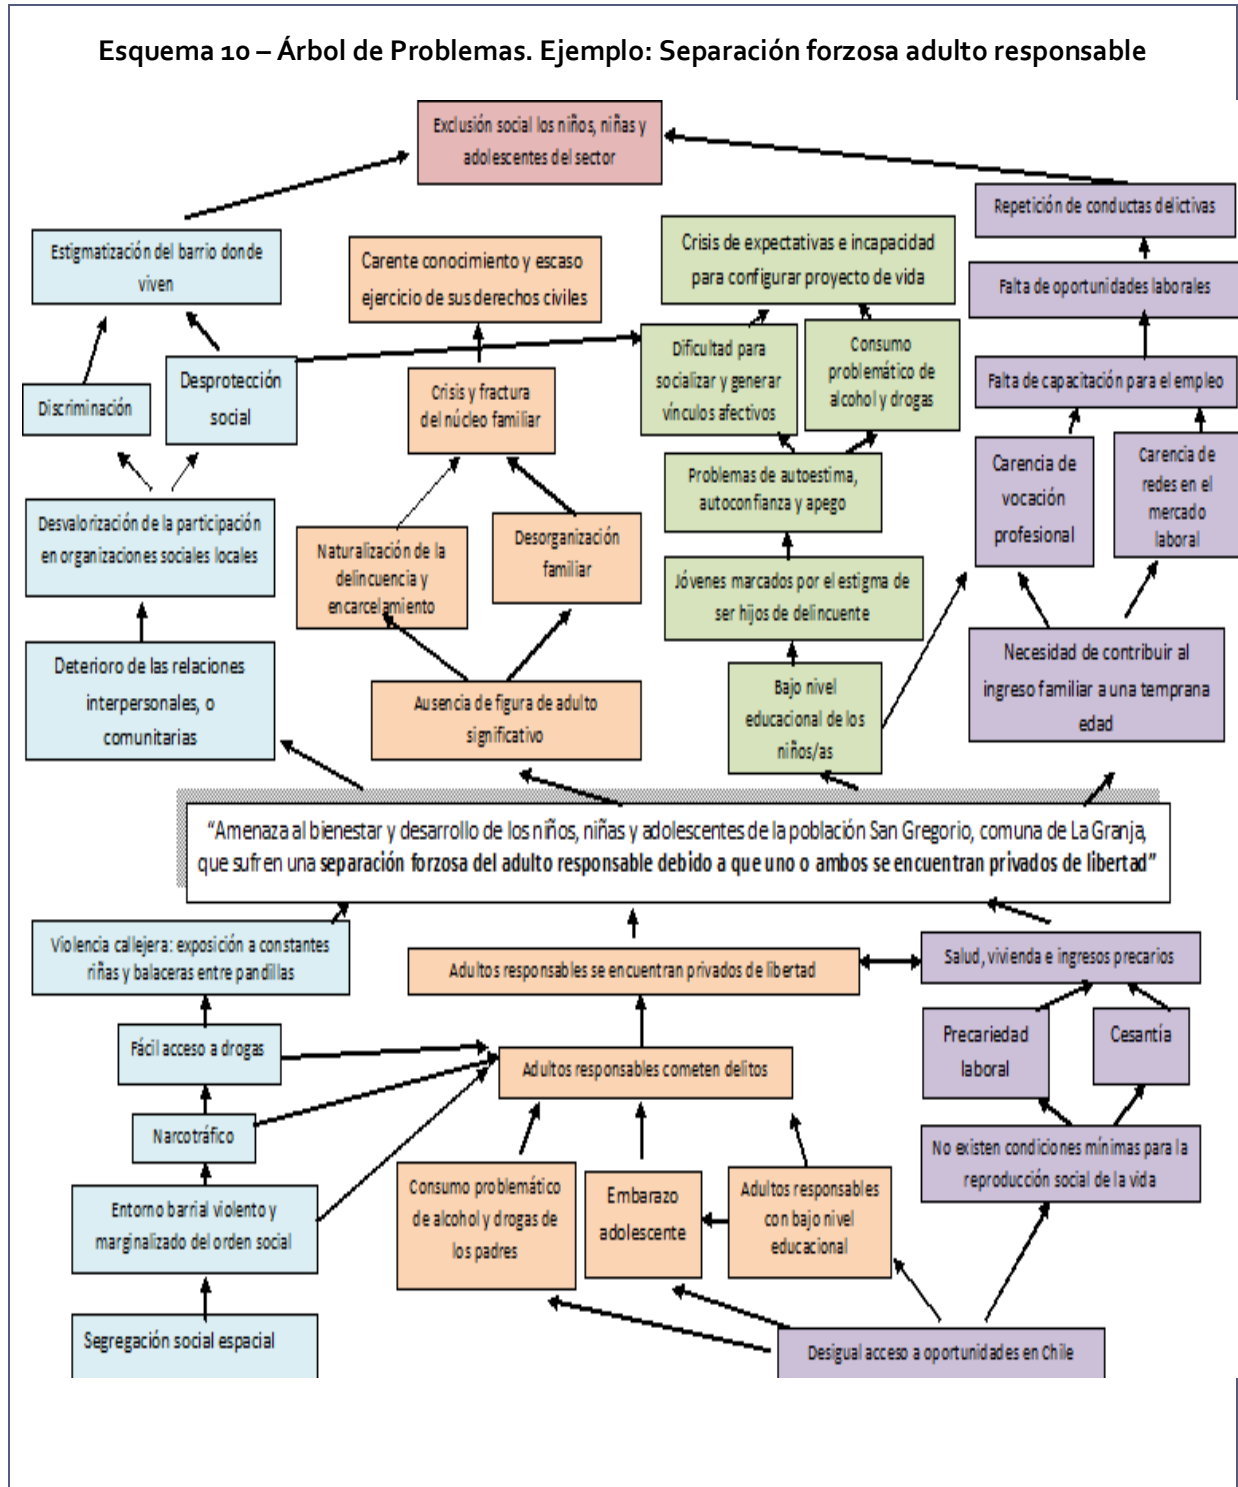 Esquema 10 – Árbol de Problemas. Ejemplo: Separación forzosa adulto responsable
Exclusión social los niños, niñas y
adolescentes del sector
Repetición de conductas delictivas
Estigmatización del barrio donde
viven
Carente conocimiento y escaso
ejercicio de sus derechos civiles
Crisis de expectativas e incapacidad
para configurar proyecto de vida
Falta de oportunidades laborales
Discriminación
Desprotección
social
Crisis y fractura
del núcleo familiar
Dificultad para
socializar y generar
vínculos afectivos
Consumo
problemático de
alcohol y drogas
Falta de capacitación para el empleo
Desvalorización de la participación
en organizaciones sociales locales
Naturalización de la
delincuencia y
encarcelamiento
Desorganización
familiar
Problemas de autoestima,
autoconfianza y apego
Carencia de
vocación
profesional
Carencia de
redes en el
mercado
laboral
Jóvenes marcados por el estigma de
ser hijos de delincuente
Deterioro de las relaciones
interpersonales, o
comunitarias
Ausencia de figura de adulto
significativo
Bajo nivel
educacional de los
niños/as
Necesidad de contribuir al
ingreso familiar a una temprana
edad
“Amenaza al bienestar y desarrollo de los niños, niñas y adolescentes de la población San Gregorio, comuna de La Granja,
que sufren una separación forzosa del adulto responsable debido a que uno o ambos se encuentran privados de libertad”
Violencia callejera: exposición a constantes
riñas y balaceras entre pandillas
Adultos responsables se encuentran privados de libertad
Salud, vivienda e ingresos precarios
Fácil acceso a drogas
Adultos responsables cometen delitos
Precariedad
laboral
Cesantía
Narcotráfico
No existen condiciones mínimas para la
reproducción social de la vida
Entorno barrial violento y
marginalizado del orden social
Consumo problemático
de alcohol y drogas de
los padres
Embarazo
adolescente
Adultos responsables
con bajo nivel
educacional
Segregación social espacial
Desigual acceso a oportunidades en Chile